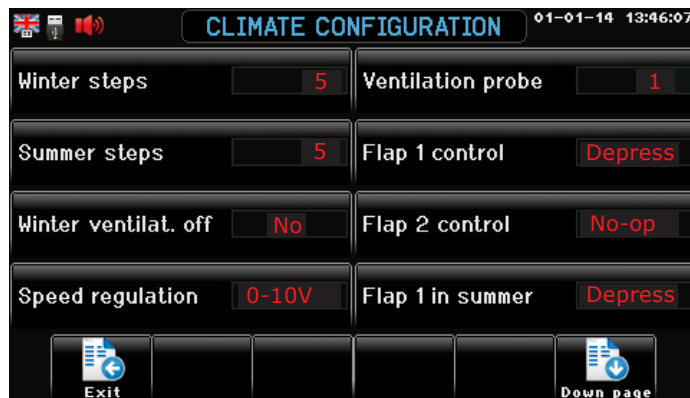 CLIMATE CONFIGURATION
01-01-14 13:46:07
Winter steps 5
Ventilation probe 1
Summer steps 5
Flap 1 control Depress
Winter ventilat. off No
Flap 2 control No-op
Speed regulation 0-10V
Flap 1 in summer Depress
Exit
Down page